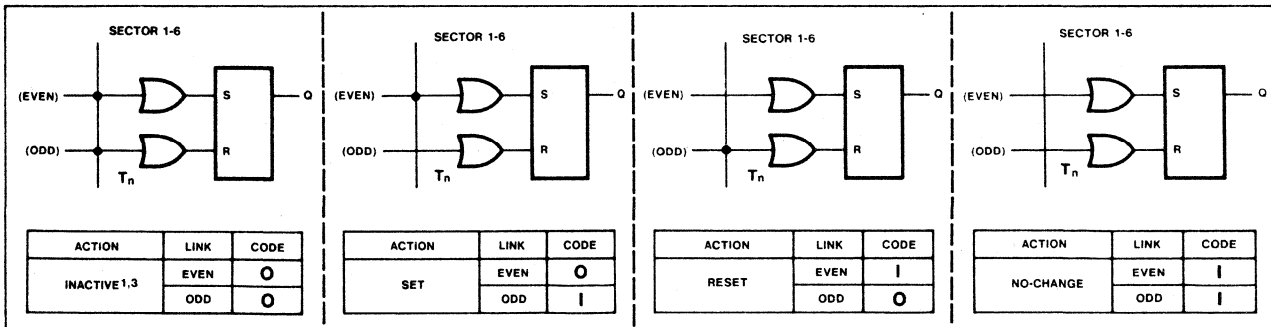 SECTOR 1-6
(EVEN) S Q
(ODD) R
Tn
ACTION LINK CODE
INACTIVE1,3 EVEN O
ODD O
SECTOR 1-6
(EVEN) S Q
(ODD) R
Tn
ACTION LINK CODE
SET EVEN O
ODD I
SECTOR 1-6
(EVEN) S Q
(ODD) R
Tn
ACTION LINK CODE
RESET EVEN I
ODD O
SECTOR 1-6
(EVEN) S Q
(ODD) R
Tn
ACTION LINK CODE
NO-CHANGE EVEN I
ODD I